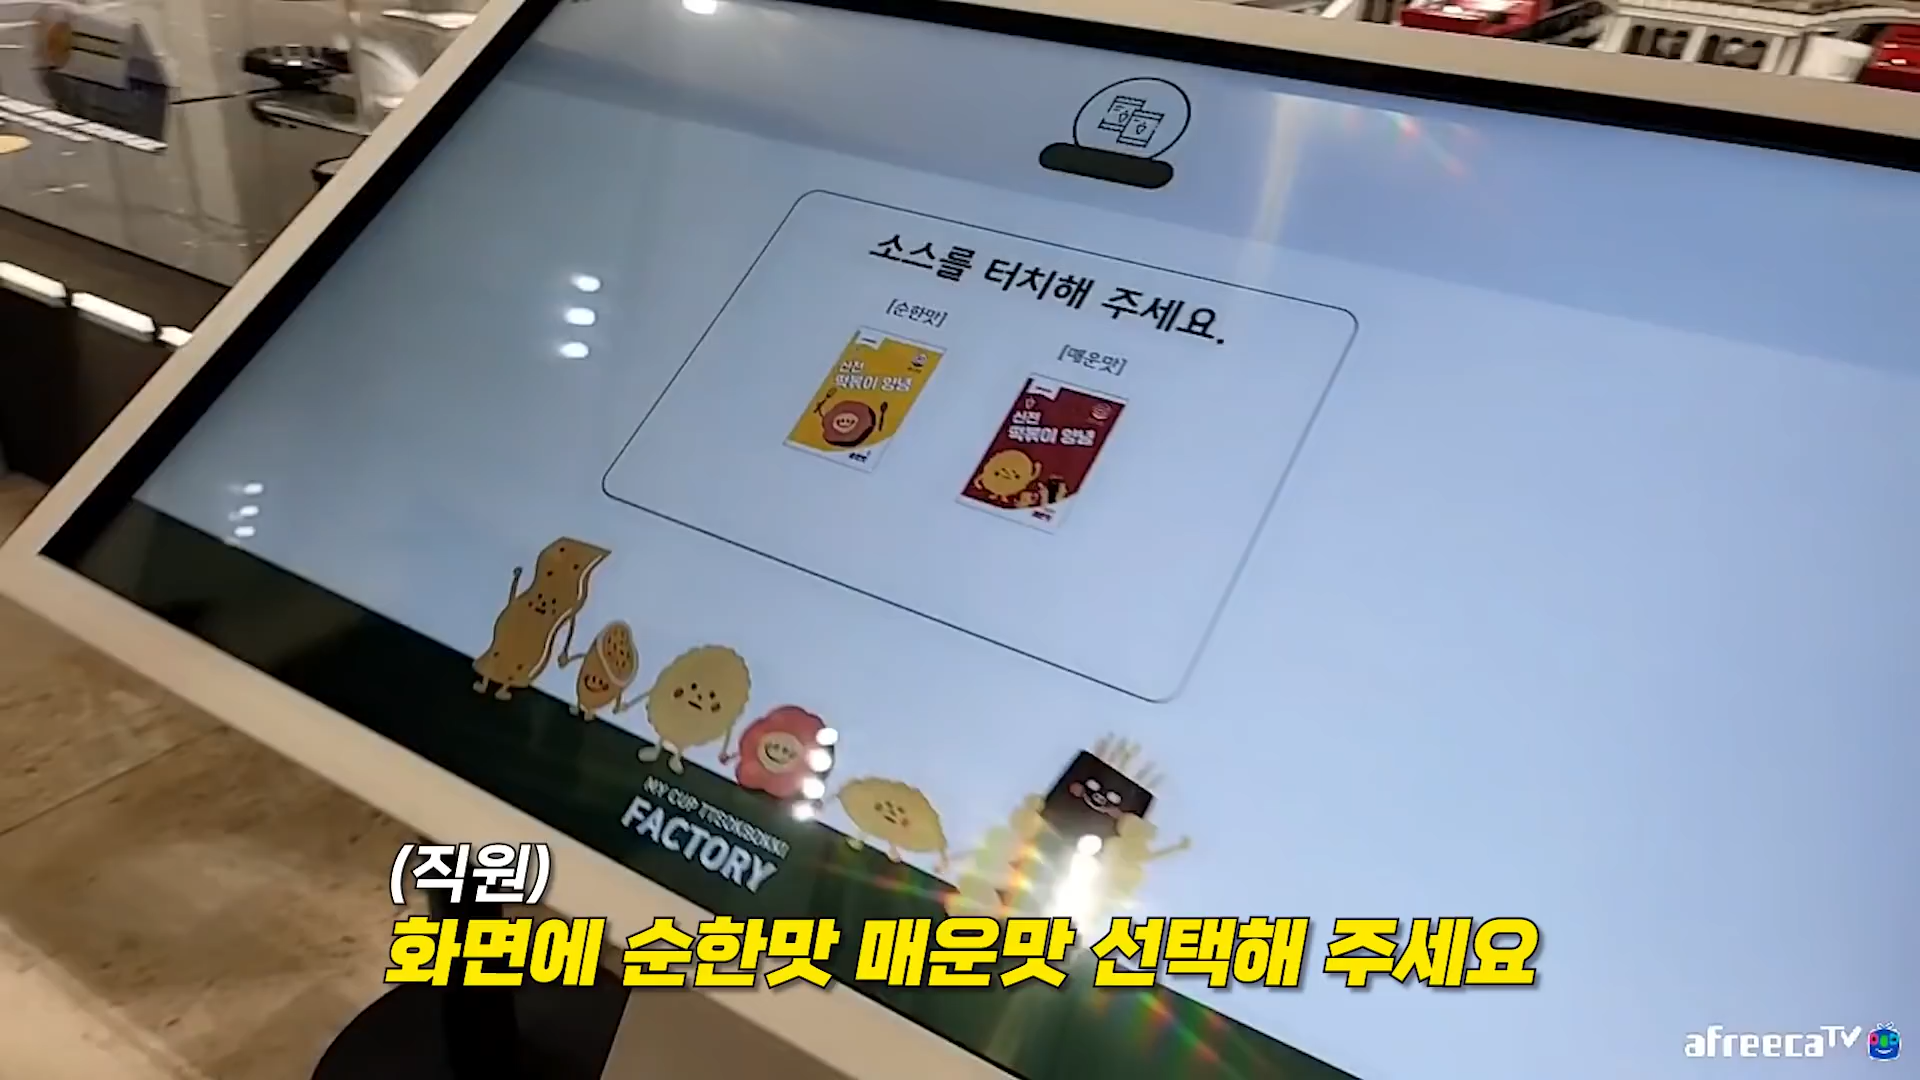 소스를 터치해 주세요.
[순한맛]
[매운맛]
신전
떡볶이 양념
신전
떡볶이 양념
MY CUP TTEOKBOKKI
FACTORY
(직원)
화면에 순한맛 매운맛 선택해 주세요
afreecaTV